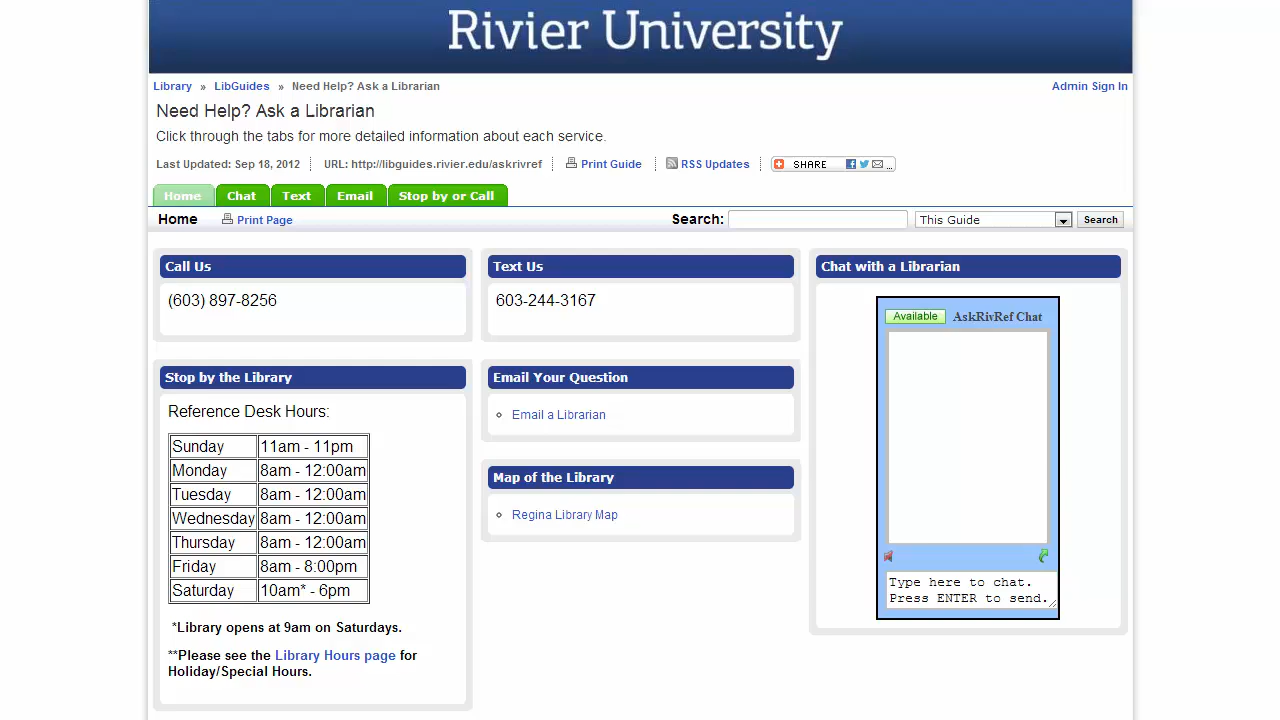 Rivier University
Library » LibGuides » Need Help? Ask a Librarian
Admin Sign In
Need Help? Ask a Librarian
Click through the tabs for more detailed information about each service.
Last Updated: Sep 18, 2012 URL: http://libguides.rivier.edu/askrivref Print Guide RSS Updates SHARE ...
Home Chat Text Email Stop by or Call
Home Print Page Search: This Guide Search
Call Us
(603) 897-8256
Stop by the Library
Reference Desk Hours:
Sunday 11am - 11pm
Monday 8am - 12:00am
Tuesday 8am - 12:00am
Wednesday 8am - 12:00am
Thursday 8am - 12:00am
Friday 8am - 8:00pm
Saturday 10am* - 6pm
*Library opens at 9am on Saturdays.
**Please see the Library Hours page for
Holiday/Special Hours.
Text Us
603-244-3167
Email Your Question
Email a Librarian
Map of the Library
Regina Library Map
Chat with a Librarian
Available AskRivRef Chat
Type here to chat.
Press ENTER to send.